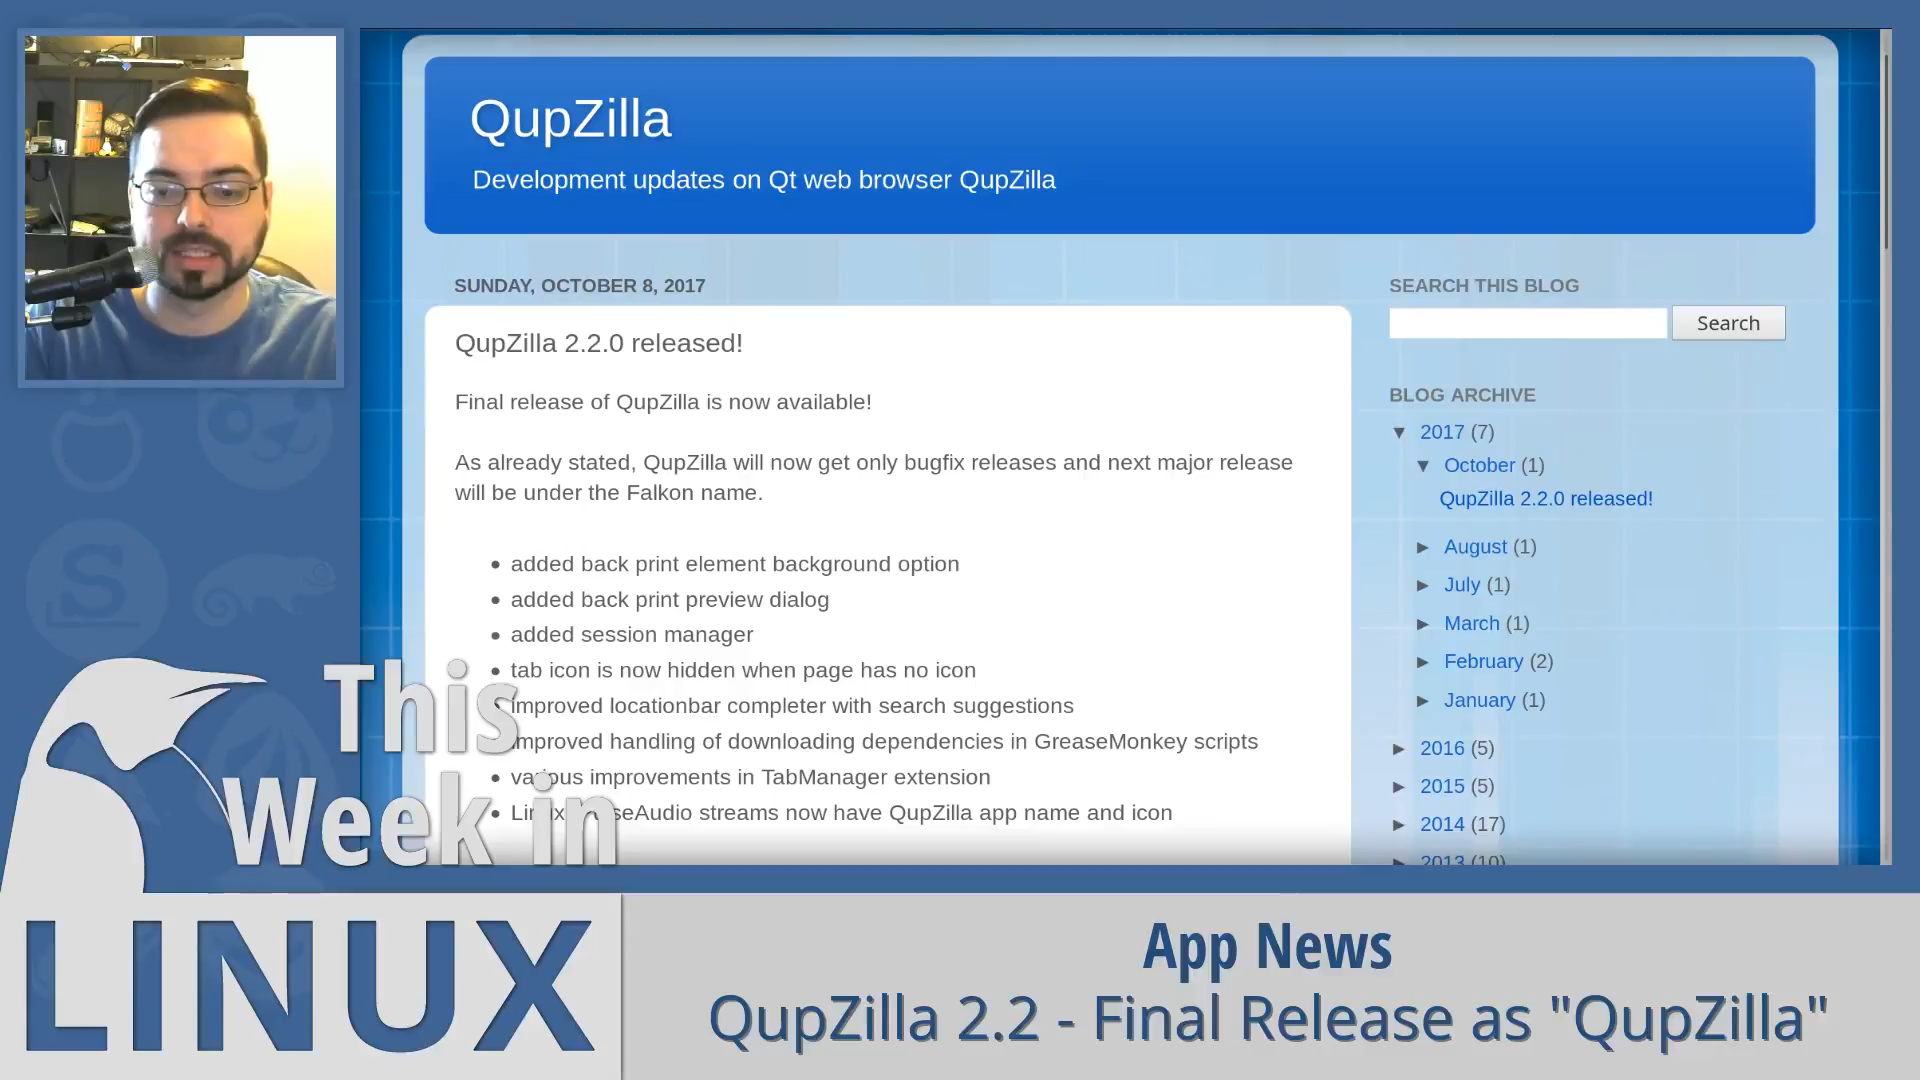 QupZilla
Development updates on Qt web browser QupZilla
SUNDAY, OCTOBER 8, 2017
QupZilla 2.2.0 released!
Final release of QupZilla is now available!
As already stated, QupZilla will now get only bugfix releases and next major release
will be under the Falkon name.
• added back print element background option
• added back print preview dialog
• added session manager
• tab icon is now hidden when page has no icon
• improved locationbar completer with search suggestions
• improved handling of downloading dependencies in GreaseMonkey scripts
• various improvements in TabManager extension
• Linux: PulseAudio streams now have QupZilla app name and icon
SEARCH THIS BLOG
Search
BLOG ARCHIVE
▼ 2017 (7)
▼ October (1)
QupZilla 2.2.0 released!
► August (1)
► July (1)
► March (1)
► February (2)
► January (1)
► 2016 (5)
► 2015 (5)
► 2014 (17)
► 2013 (10)
This
Week in
LINUX
App News
QupZilla 2.2 - Final Release as "QupZilla"